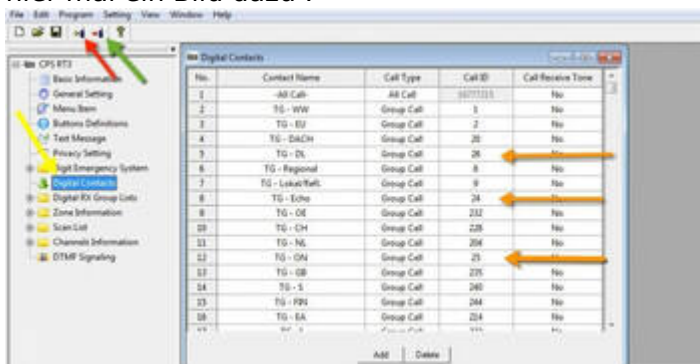 hier mal ein Bild dazu :
File Edit Program Setting View Window Help
CPS RT3
Basic Information
General Setting
Menu Item
Buttons Definitions
Text Message
Privacy Setting
Digit Emergency System
Digital Contacts
Digital RX Group Lists
Zone Information
Scan List
Channels Information
DTMF Signaling
Digital Contacts
No. Contact Name Call Type Call ID Call Receive Tone
1 -All Call- All Call 16777215 No
2 TG - WW Group Call 1 No
3 TG - EU Group Call 2 No
4 TG - DACH Group Call 20 No
5 TG - DL Group Call 26 No
6 TG - Regional Group Call 8 No
7 TG - Lokal/Refl. Group Call 9 No
8 TG - Echo Group Call 24 No
9 TG - OE Group Call 232 No
10 TG - CH Group Call 228 No
11 TG - NL Group Call 204 No
12 TG - ON Group Call 25 No
13 TG - GB Group Call 235 No
14 TG - S Group Call 240 No
15 TG - FIN Group Call 244 No
16 TG - EA Group Call 214 No
Add Delete